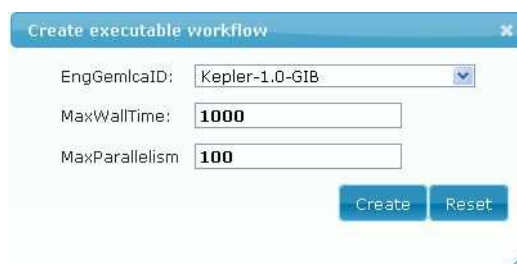 Create executable workflow
EngGemlcaID: Kepler-1.0-GIB
MaxWallTime: 1000
MaxParallelism 100
Create Reset